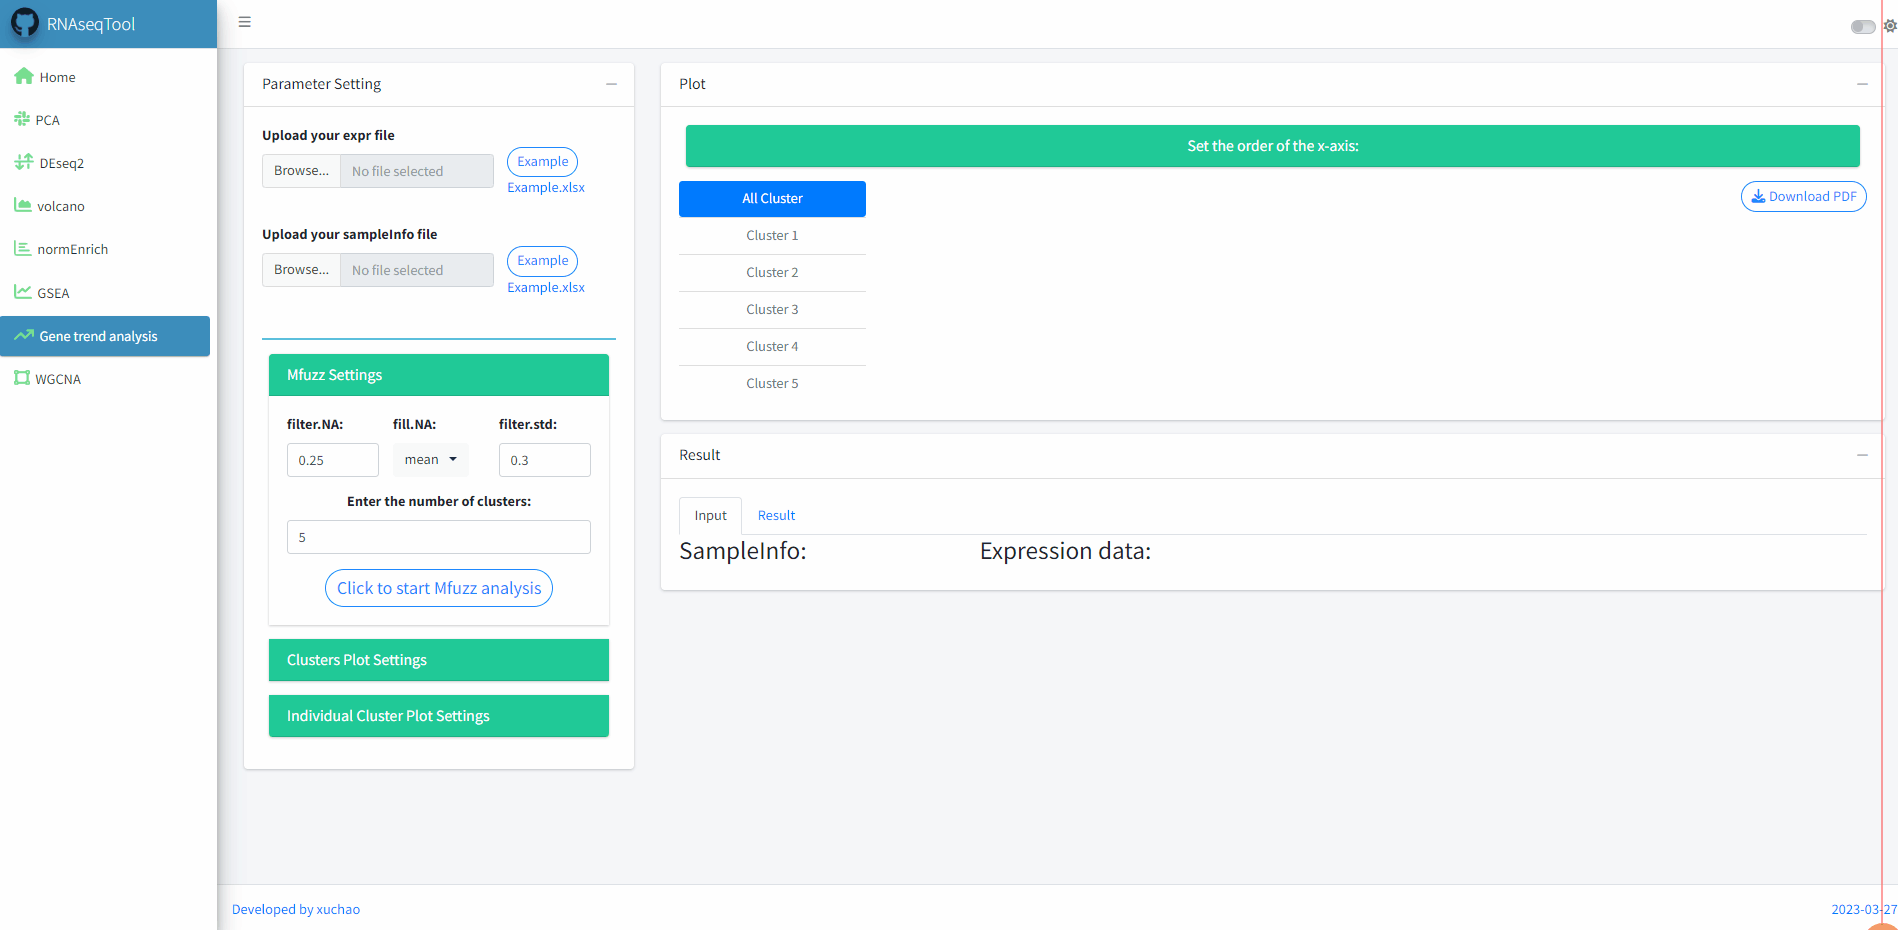 RNAseqTool
Home
PCA
DEseq2
volcano
normEnrich
GSEA
Gene trend analysis
WGCNA
Parameter Setting
Upload your expr file
Browse... No file selected
Example
Example.xlsx
Upload your sampleInfo file
Browse... No file selected
Example
Example.xlsx
Mfuzz Settings
filter.NA: fill.NA: filter.std:
0.25 mean 0.3
Enter the number of clusters:
5
Click to start Mfuzz analysis
Clusters Plot Settings
Individual Cluster Plot Settings
Plot
Set the order of the x-axis:
All Cluster
Cluster 1
Cluster 2
Cluster 3
Cluster 4
Cluster 5
Download PDF
Result
Input Result
SampleInfo: Expression data:
Developed by xuchao
2023-03-27